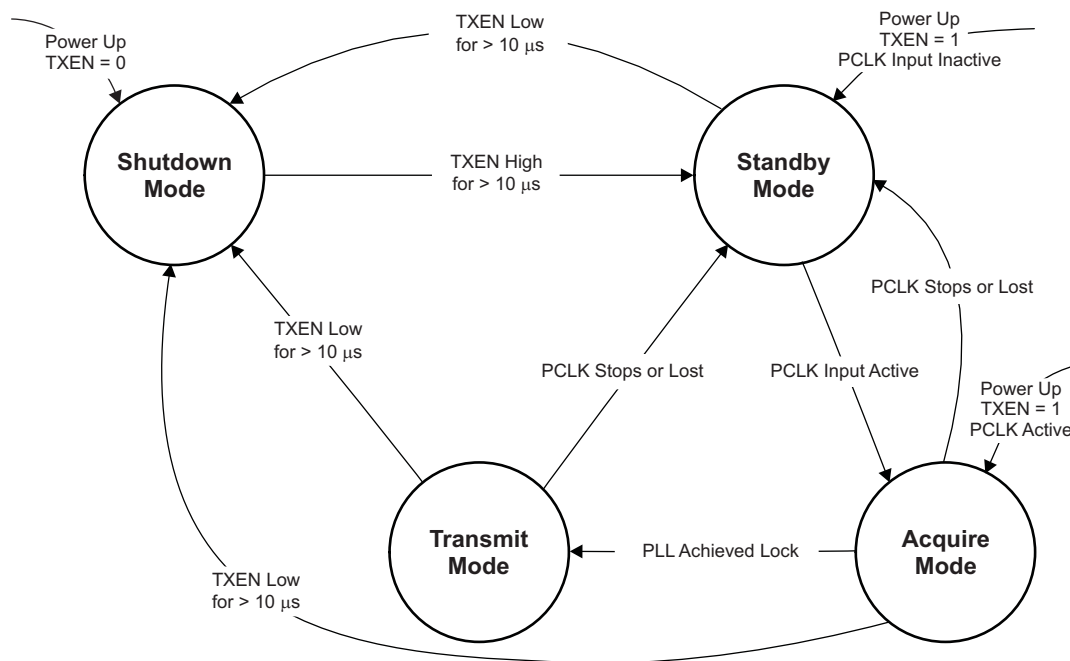 Power Up
TXEN = 0
TXEN Low
for > 10 μs
Power Up
TXEN = 1
PCLK Input Inactive
Shutdown
Mode
TXEN High
for > 10 μs
Standby
Mode
PCLK Stops or Lost
TXEN Low
for > 10 μs
PCLK Stops or Lost
PCLK Input Active
Power Up
TXEN = 1
PCLK Active
Transmit
Mode
PLL Achieved Lock
Acquire
Mode
TXEN Low
for > 10 μs